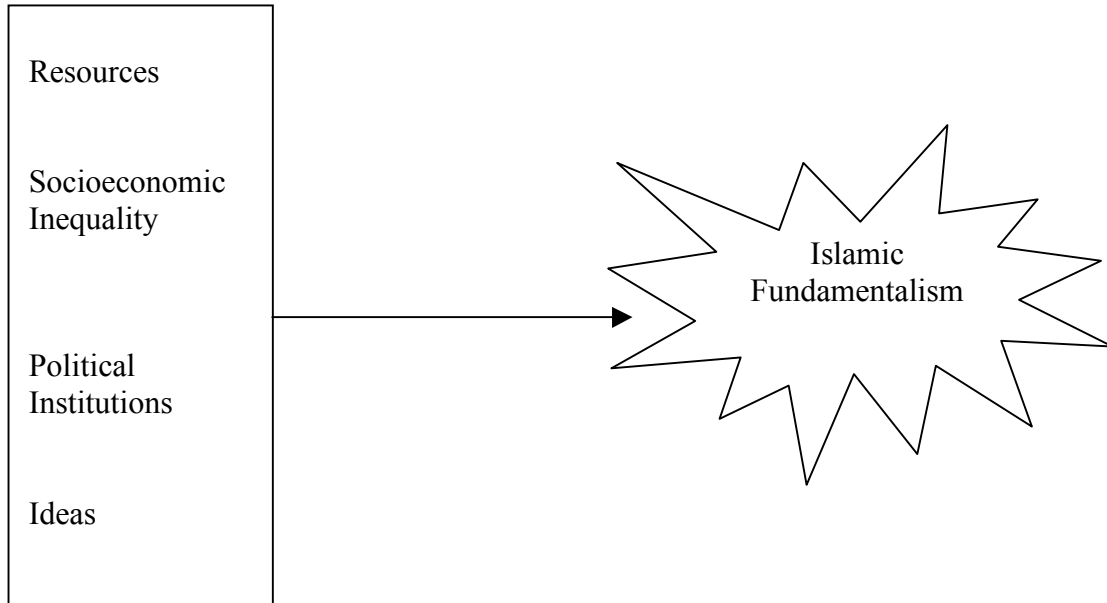 Resources
Socioeconomic
Inequality
Political
Institutions
Ideas
Islamic
Fundamentalism